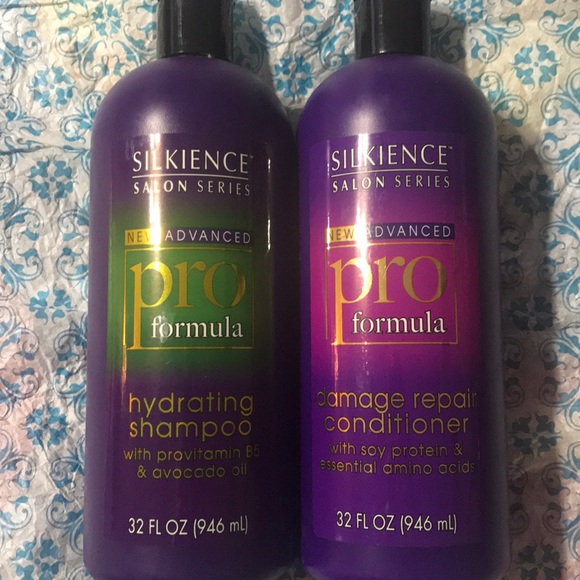 SILKIENCE™
SALON SERIES
NEW ADVANCED
pro
formula
hydrating
shampoo
with provitamin B5
& avocado oil
32 FL OZ (946 mL)
SILKIENCE™
SALON SERIES
NEW ADVANCED
pro
formula
damage repair
conditioner
with soy protein &
essential amino acids
32 FL OZ (946 mL)